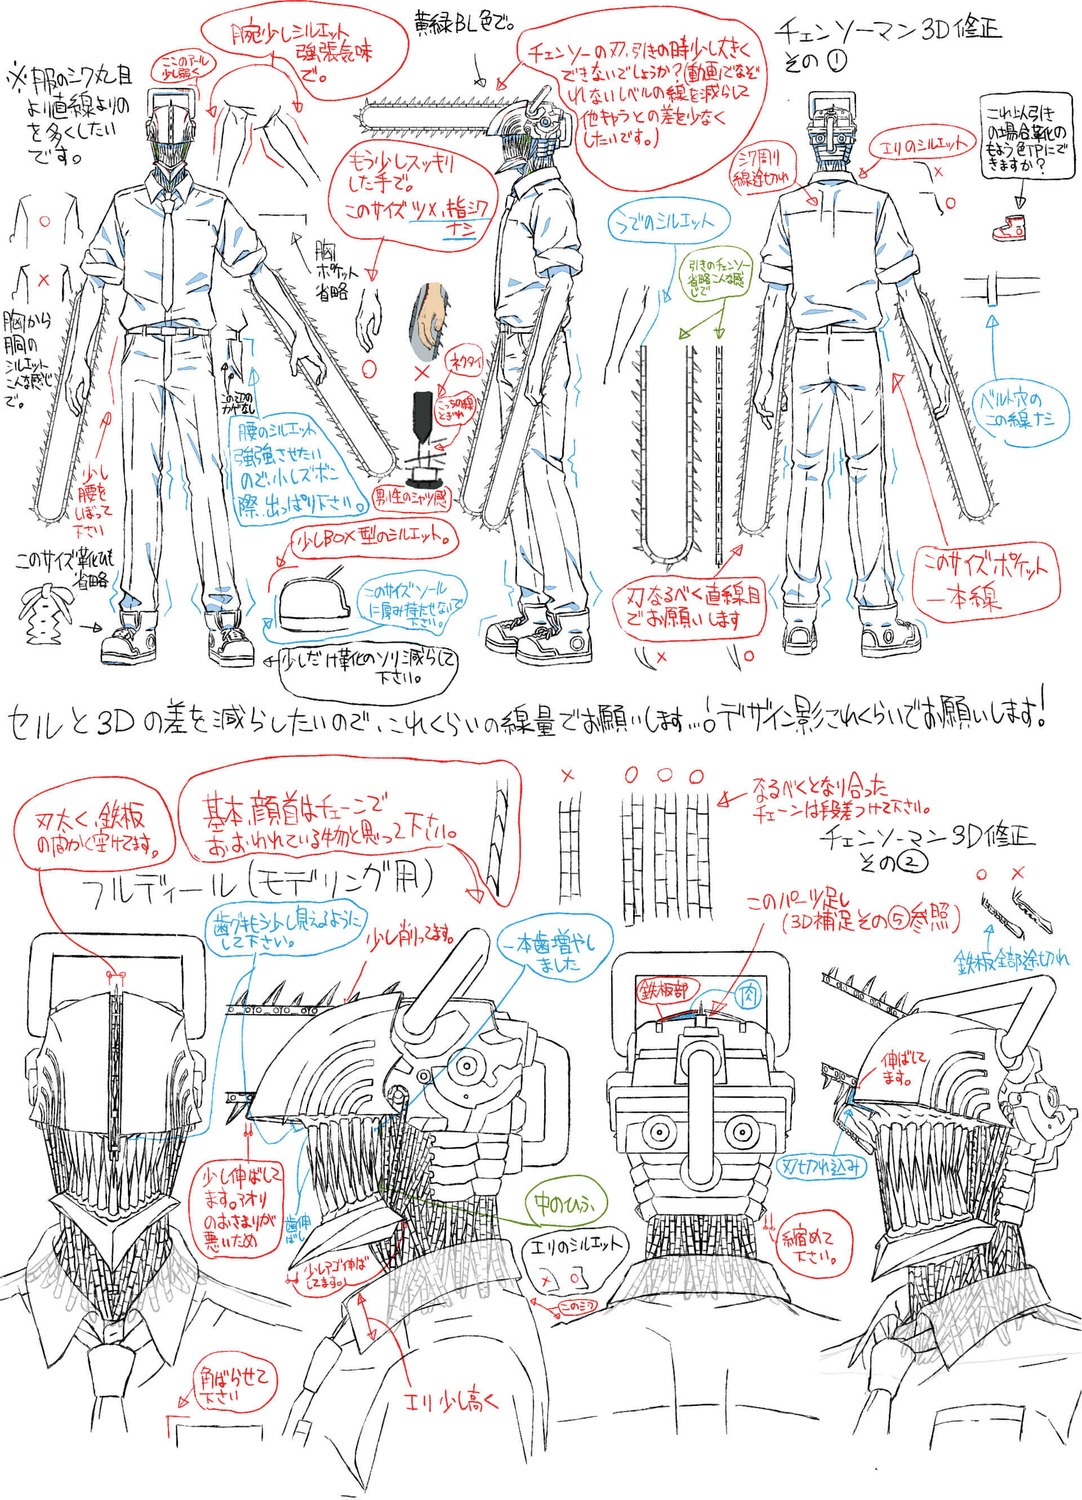 チェンソーマン3D修正
その①
※服のシワ丸目
より直線よりの
を多くしたい
です。
ここのアール
少し弱く
腕少しシルエット
強張気味
で。
黄緑BL色で。
チェンソーの刃、引きの時少し大きく
できないでしょうか?(動画でなぞ
れないレベルの線を減らして
他キャラとの差を少なく
したいです。)
これ以上引き
の場合靴ひも
もよう色TPにで
きますか?
エリのシルエット
シワ周り
線途切れ
もう少しスッキリ
した手で。
このサイズツメ、指シワ
ナシ
うでのシルエット
引きのチェンソー
省略こんな感
じで
胸
ポケット
省略
胸から
胴の
シルエット
こんな感じ
で。
ネクタイ
こっちの線
とぎれ
男性のシャツ感
ベルト穴の
この線ナシ
少し
腰を
しぼって
下さい
腰のシルエット
強張させたい
ので、小しズボン
際、出っぱり下さい。
少しBOX型のシルエット。
このサイズ靴ひも
省略
このサイズソール
に厚み持たせないで
下さい。
少しだけ靴のソリ減らして
下さい。
刃なるべく直線目
でお願いします
このサイズポケット
一本線
セルと3Dの差を減らしたいので、これくらいの線量でお願いします...!デザイン影これくらいでお願いします!
刃太く、鉄板
の間かく空けてます。
基本、顔首はチェーンで
おおわれている物と思って下さい。
なるべくとなり合った
チェーンは段差つけて下さい。
チェンソーマン3D修正
その②
フルディール(モデリング用)
歯グキもう少し見えるように
して下さい。
少し削ってます。
一本歯増やし
ました
このパーツ足し
(3D補足その⑤参照)
鉄板全部途切れ
鉄板部
肉
伸ばして
ます。
刃切れ込み
少し伸ばして
ます。アオリ
のおさまりが
悪いため
歯伸
ばし
中のひふ
エリのシルエット
少しアゴ伸ば
してます。
このシワ
縮めて
下さい。
角ばらせて
下さい
エリ少し高く